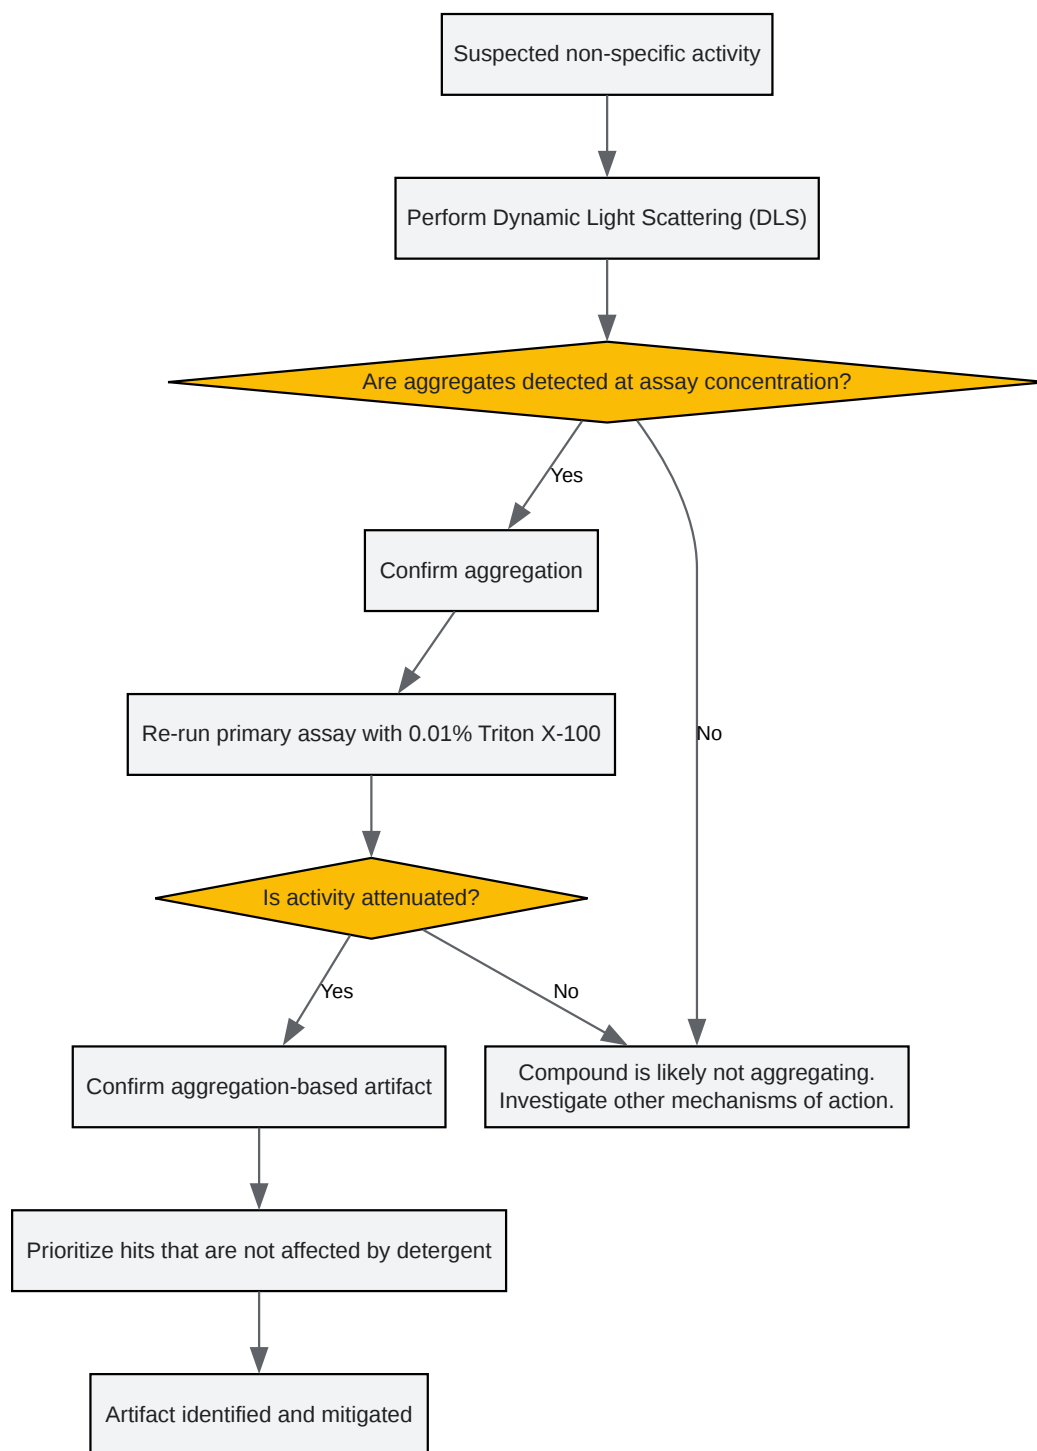 Suspected non-specific activity
Perform Dynamic Light Scattering (DLS)
Are aggregates detected at assay concentration?
Yes
Confirm aggregation
Re-run primary assay with 0.01% Triton X-100
No
Is activity attenuated?
Yes
No
Confirm aggregation-based artifact
Compound is likely not aggregating.
Investigate other mechanisms of action.
Prioritize hits that are not affected by detergent
Artifact identified and mitigated